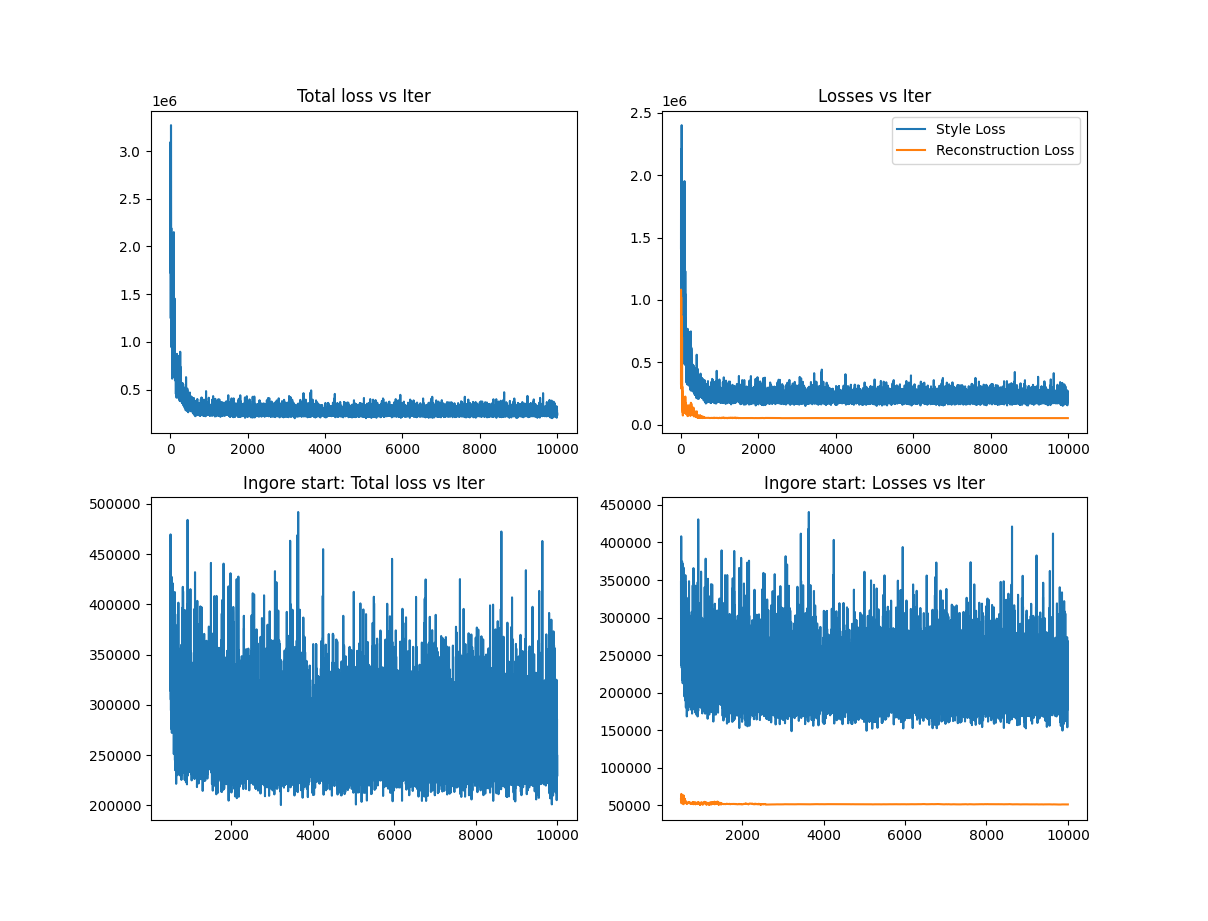 Total loss vs Iter
1e6
3.0
2.5
2.0
1.5
1.0
0.5
0 2000 4000 6000 8000 10000
Losses vs Iter
1e6
Style Loss
Reconstruction Loss
2.5
2.0
1.5
1.0
0.5
0.0
0 2000 4000 6000 8000 10000
Ingore start: Total loss vs Iter
500000
450000
400000
350000
300000
250000
200000
2000 4000 6000 8000 10000
Ingore start: Losses vs Iter
450000
400000
350000
300000
250000
200000
150000
100000
50000
2000 4000 6000 8000 10000